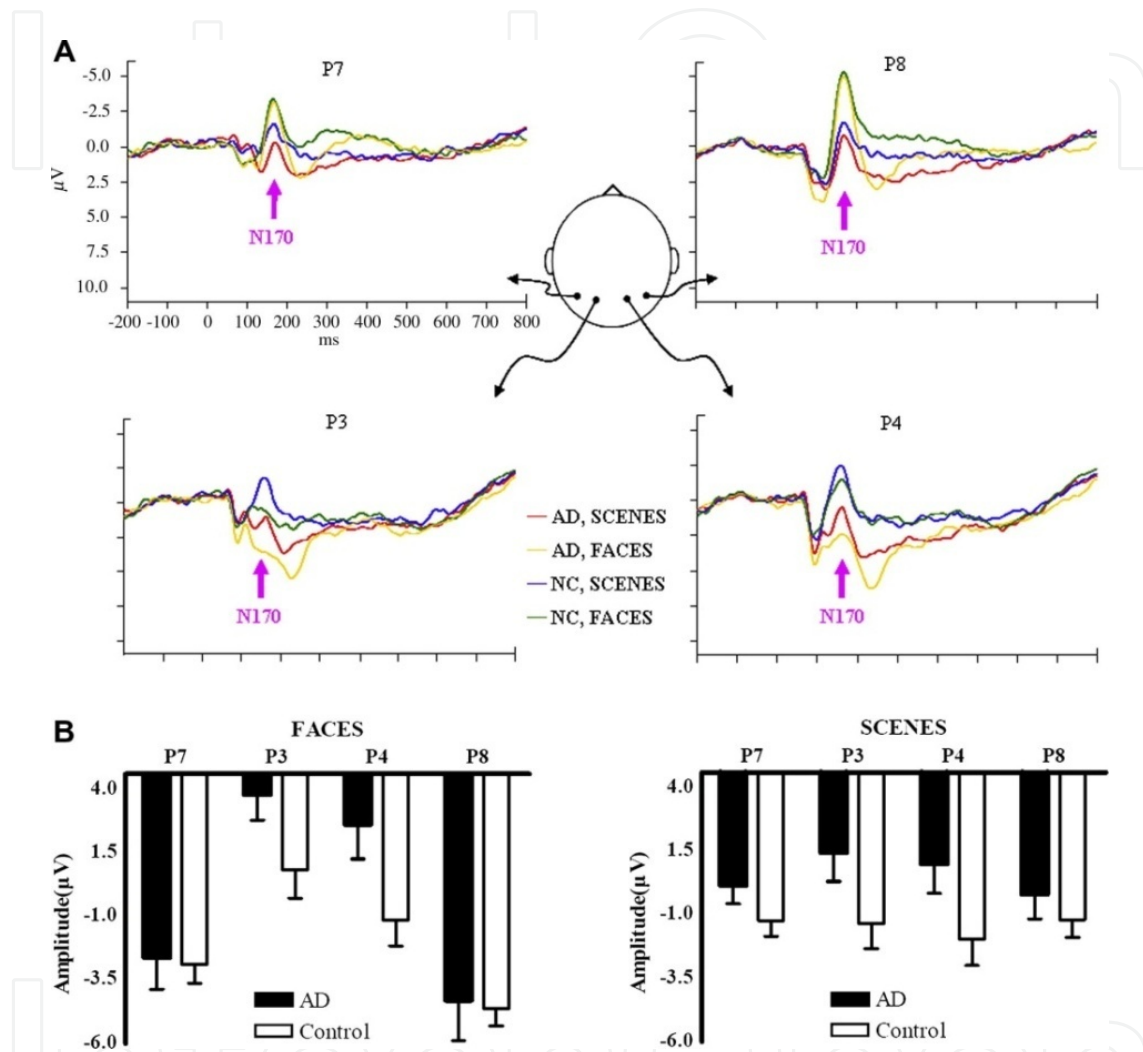 A
P7
P8
-5.0
-2.5
0.0
2.5
5.0
7.5
10.0
µV
N170
N170
-200 -100 0 100 200 300 400 500 600 700 800
ms
P3
P4
AD, SCENES
AD, FACES
NC, SCENES
NC, FACES
N170
N170
B
FACES
P7 P3 P4 P8
4.0
1.5
-1.0
-3.5
-6.0
Amplitude(µ V)
AD
Control
SCENES
P7 P3 P4 P8
4.0
1.5
-1.0
-3.5
-6.0
Amplitude(µ V)
AD
Control